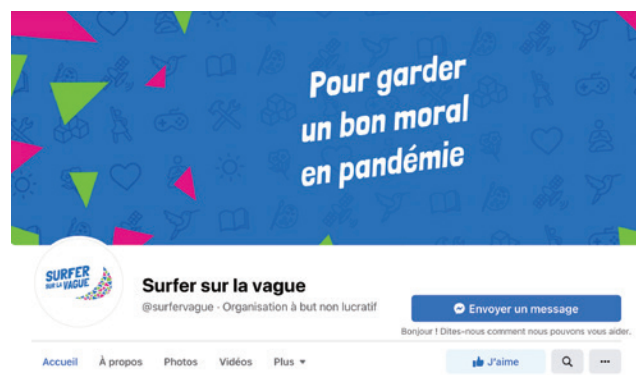 Pour garder
un bon moral
en pandémie
SURFER
SUR LA VAGUE
Surfer sur la vague
@surfervague · Organisation à but non lucratif
Envoyer un message
Bonjour ! Dites-nous comment nous pouvons vous aider.
Accueil À propos Photos Vidéos Plus J'aime